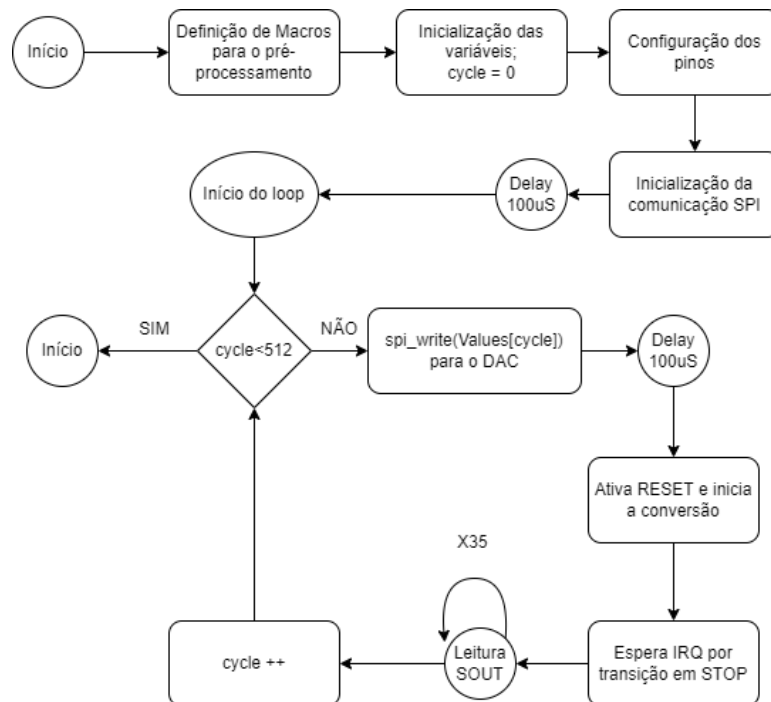 Início
Definição de Macros
para o pré-
processamento
Inicialização das
variáveis;
cycle = 0
Configuração dos
pinos
Inicialização da
comunicação SPI
Delay
100uS
Início do loop
cycle<512
SIM
Início
NÃO
spi_write(Values[cycle])
para o DAC
Delay
100uS
Ativa RESET e inicia
a conversão
Espera IRQ por
transição em STOP
X35
Leitura
SOUT
cycle ++